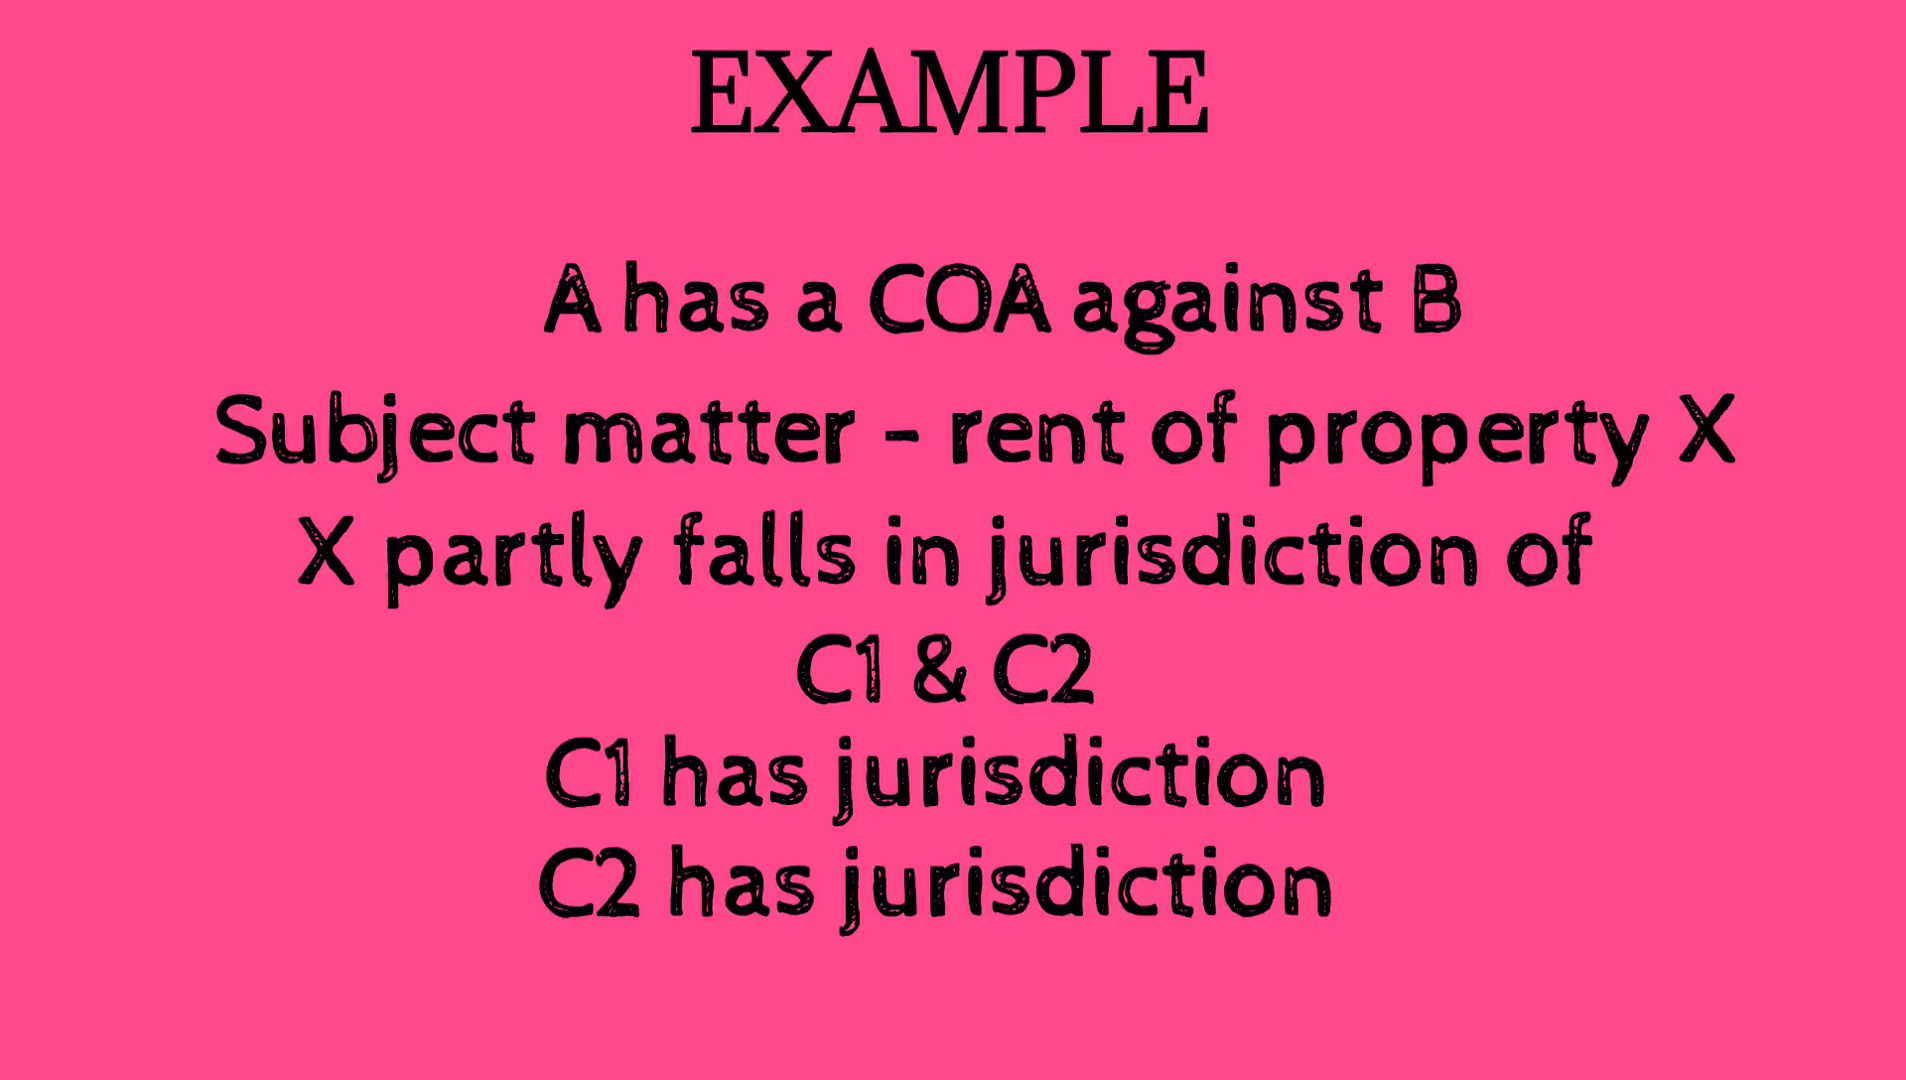 EXAMPLE
A has a COA against B
Subject matter - rent of property X
X partly falls in jurisdiction of
C1 & C2
C1 has jurisdiction
C2 has jurisdiction